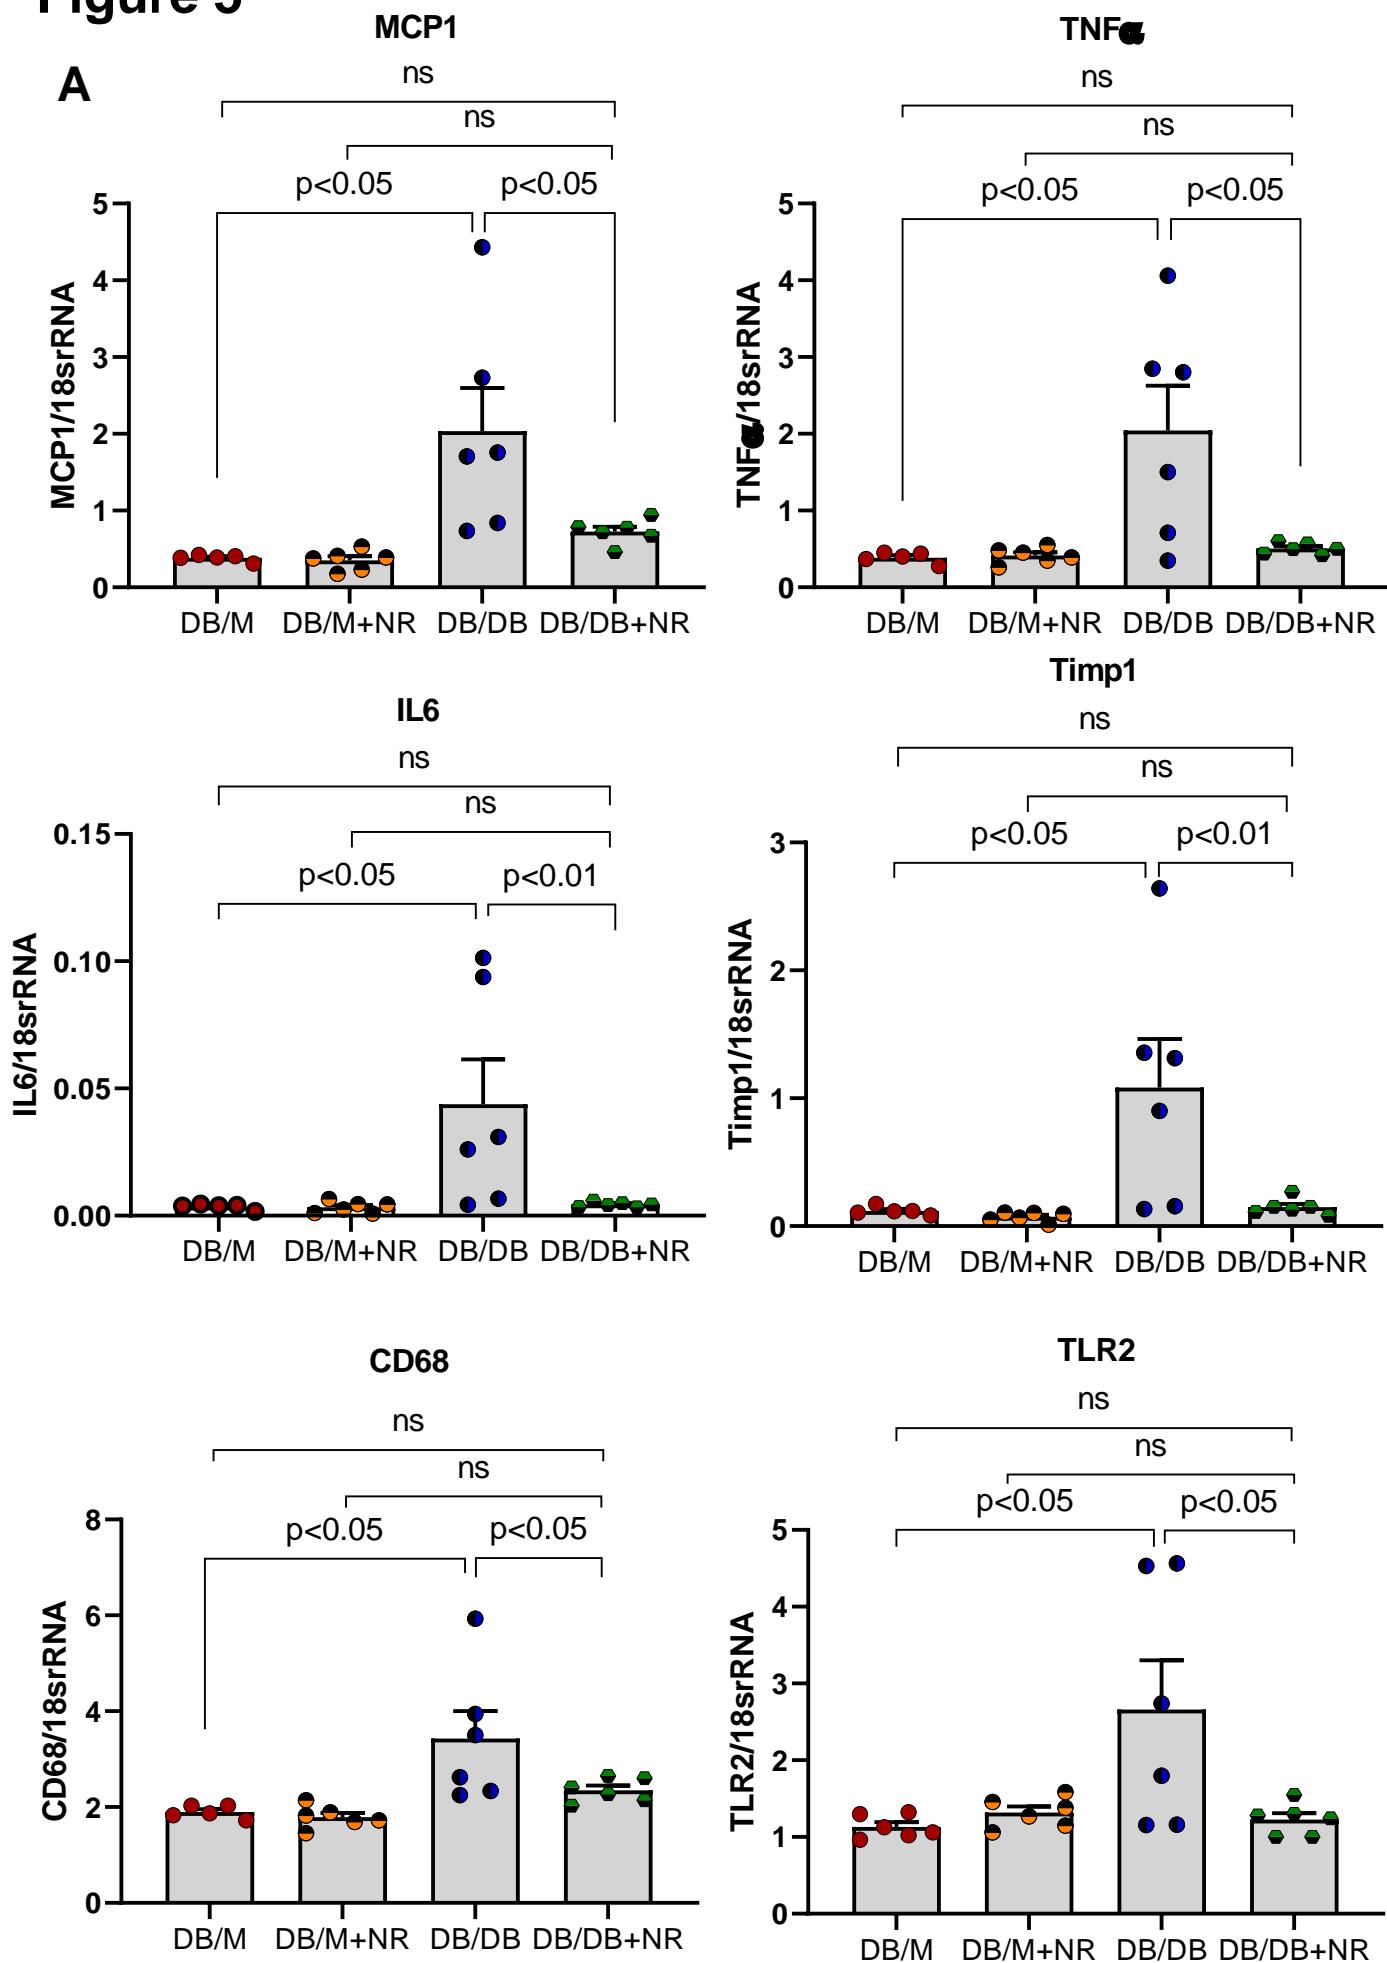 Figure 5
A
MCP1
ns
ns
p<0.05 p<0.05
MCP1/18srRNA
5
4
3
2
1
0
DB/M DB/M+NR DB/DB DB/DB+NR
TNFα
ns
ns
p<0.05 p<0.05
TNFα/18srRNA
5
4
3
2
1
0
DB/M DB/M+NR DB/DB DB/DB+NR
IL6
ns
ns
p<0.05 p<0.01
IL6/18srRNA
0.15
0.10
0.05
0.00
DB/M DB/M+NR DB/DB DB/DB+NR
Timp1
ns
ns
p<0.05 p<0.01
Timp1/18srRNA
3
2
1
0
DB/M DB/M+NR DB/DB DB/DB+NR
CD68
ns
ns
p<0.05 p<0.05
CD68/18srRNA
8
6
4
2
0
DB/M DB/M+NR DB/DB DB/DB+NR
TLR2
ns
ns
p<0.05 p<0.05
TLR2/18srRNA
5
4
3
2
1
0
DB/M DB/M+NR DB/DB DB/DB+NR